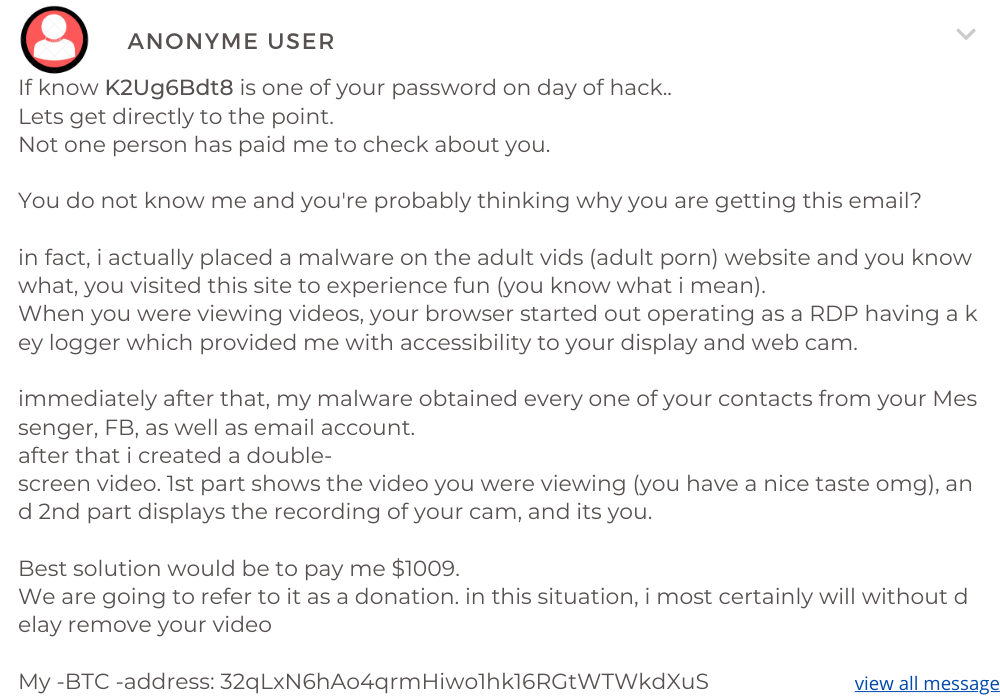 ANONYME USER
If know K2Ug6Bdt8 is one of your password on day of hack..
Lets get directly to the point.
Not one person has paid me to check about you.
You do not know me and you're probably thinking why you are getting this email?
in fact, i actually placed a malware on the adult vids (adult porn) website and you know
what, you visited this site to experience fun (you know what i mean).
When you were viewing videos, your browser started out operating as a RDP having a k
ey logger which provided me with accessibility to your display and web cam.
immediately after that, my malware obtained every one of your contacts from your Mes
senger, FB, as well as email account.
after that i created a double-
screen video. 1st part shows the video you were viewing (you have a nice taste omg), an
d 2nd part displays the recording of your cam, and its you.
Best solution would be to pay me $1009.
We are going to refer to it as a donation. in this situation, i most certainly will without d
elay remove your video
My -BTC -address: 32qLxN6hAo4qrmHiwo1hk16RGtWTWkdXuS
view all message